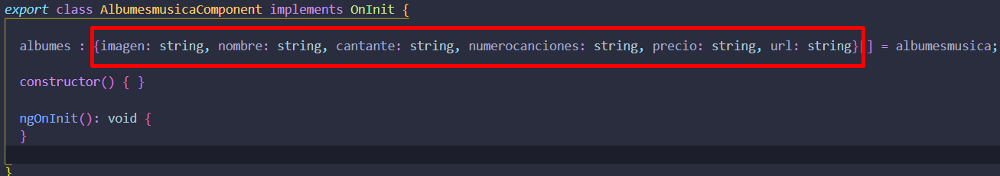 export class AlbumesmusicaComponent implements OnInit {
albumes : {imagen: string, nombre: string, cantante: string, numerocanciones: string, precio: string, url: string}[] = albumesmusica;
constructor() { }
ngOnInit(): void {
}
}